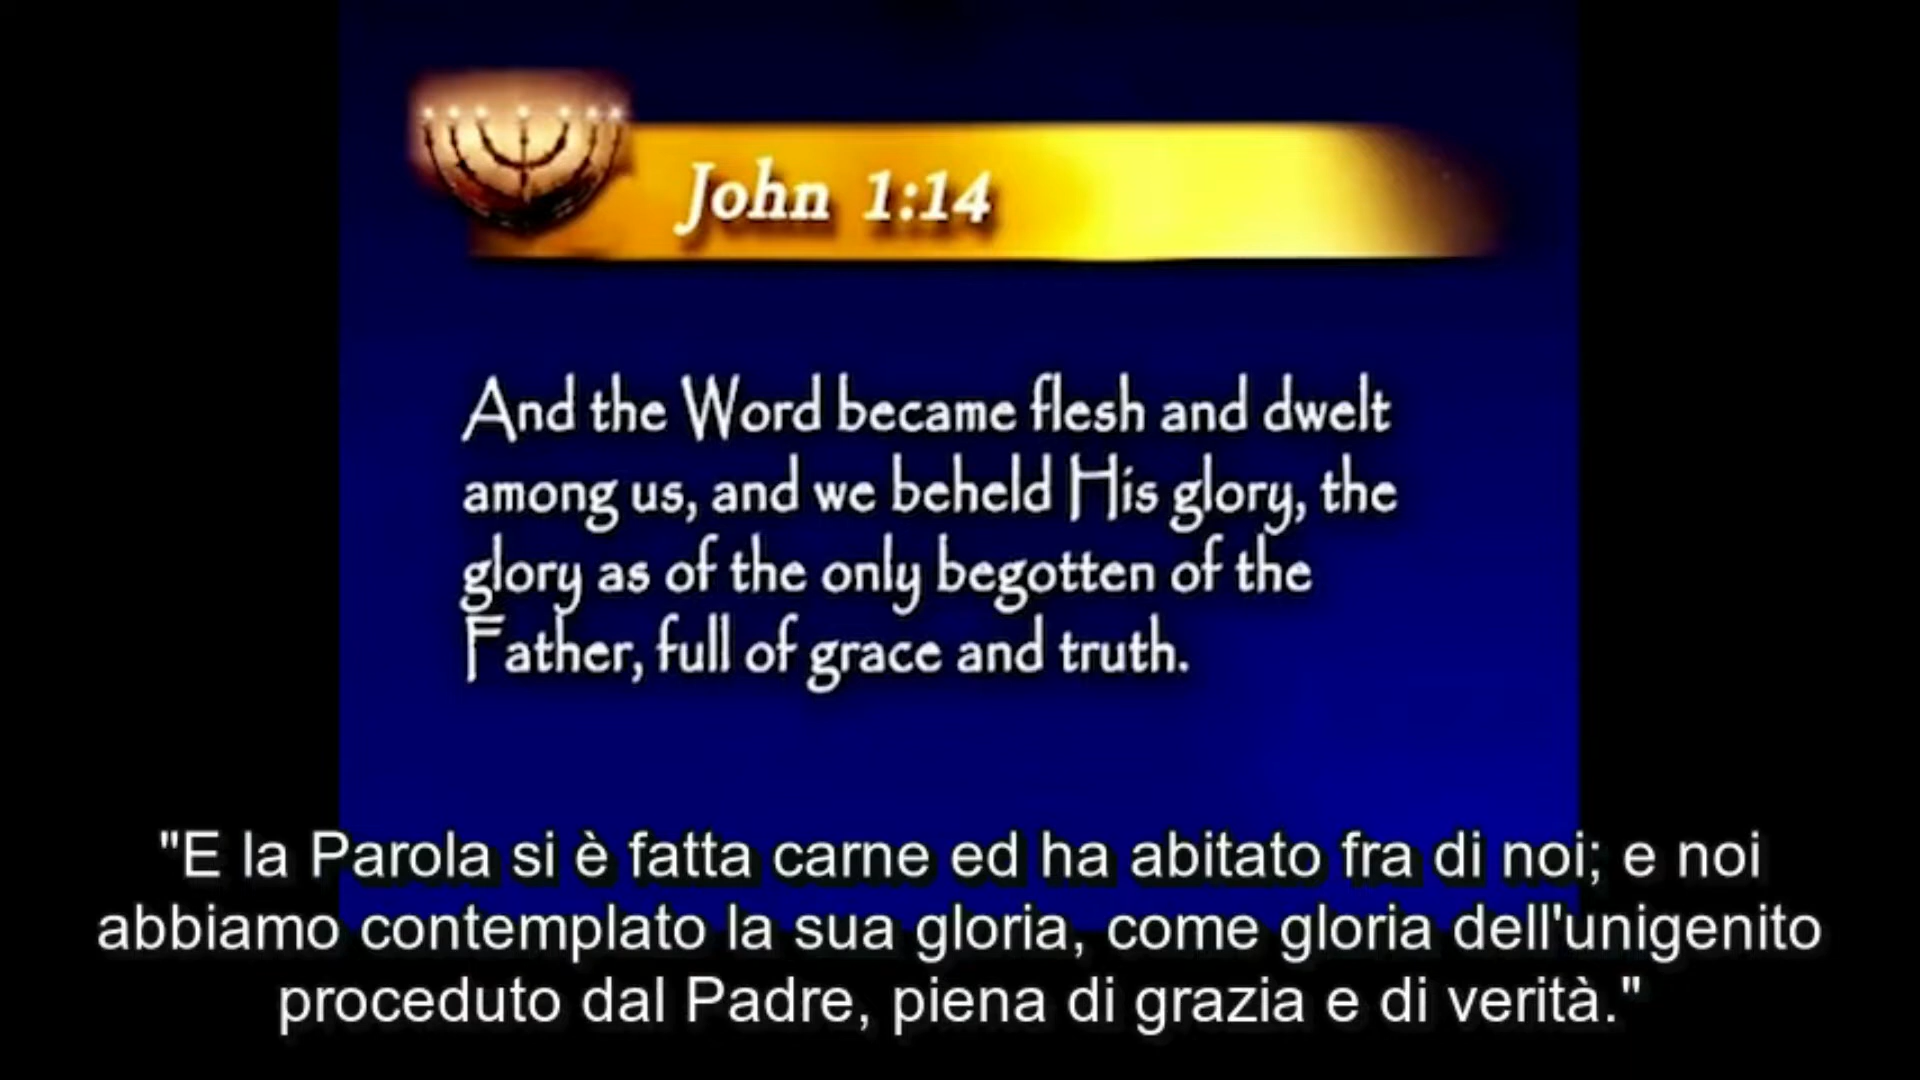 John 1:14
And the Word became flesh and dwelt
among us, and we beheld His glory, the
glory as of the only begotten of the
Father, full of grace and truth.
"E la Parola si è fatta carne ed ha abitato fra di noi; e noi
abbiamo contemplato la sua gloria, come gloria dell'unigenito
proceduto dal Padre, piena di grazia e di verità."